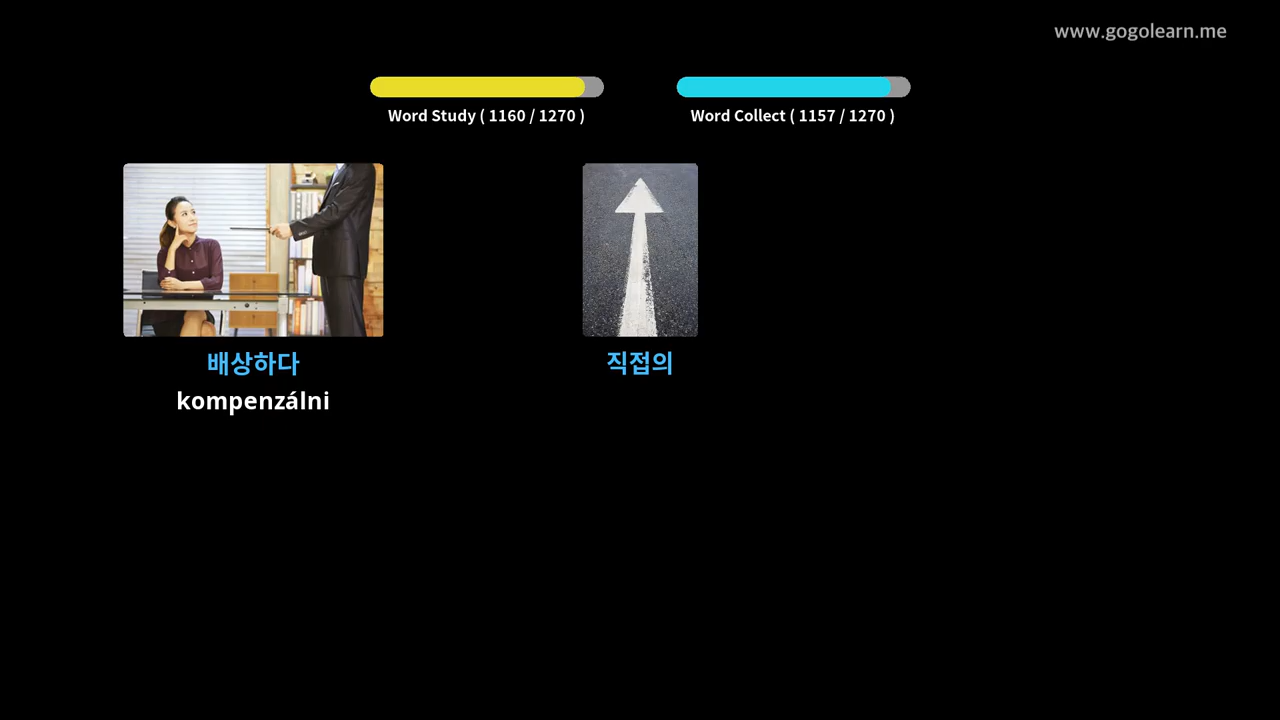 www.gogolearn.me
Word Study ( 1160 / 1270 )
Word Collect ( 1157 / 1270 )
배상하다
직접의
kompenzálni